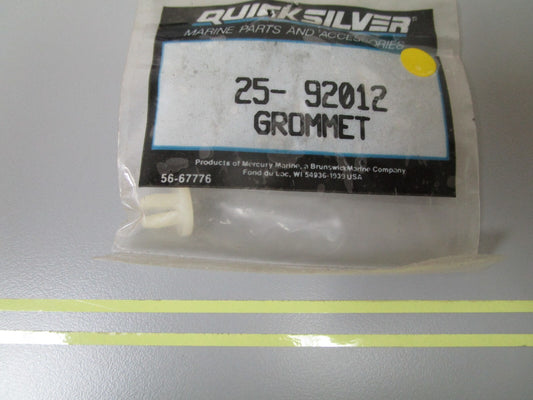 QUICKSILVER
MARINE PARTS AND ACCESSORIES
25- 92012
GROMMET
Products of Mercury Marine, a Brunswick Marine Company
56-67776 Fond du Lac, WI 54936-1939 USA